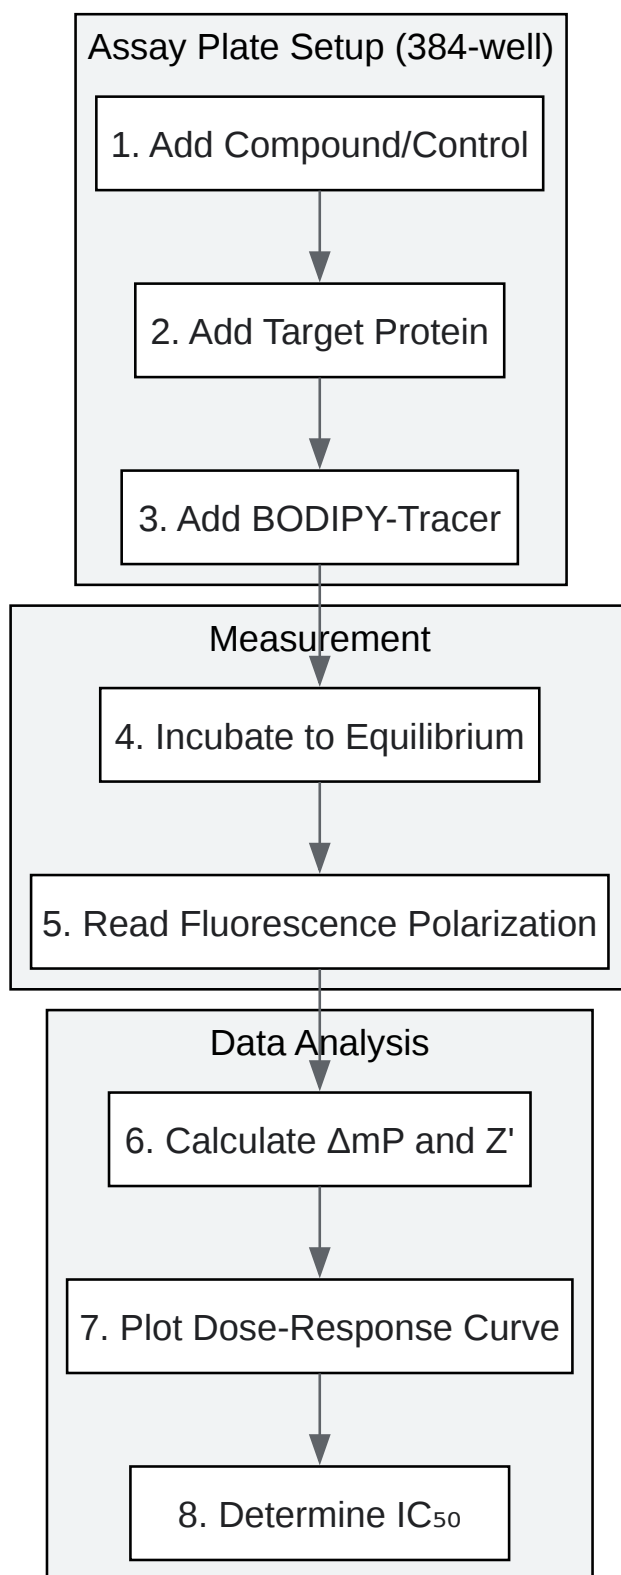 Assay Plate Setup (384-well)
1. Add Compound/Control
2. Add Target Protein
3. Add BODIPY-Tracer
Measurement
4. Incubate to Equilibrium
5. Read Fluorescence Polarization
Data Analysis
6. Calculate ΔmP and Z'
7. Plot Dose-Response Curve
8. Determine IC₅₀